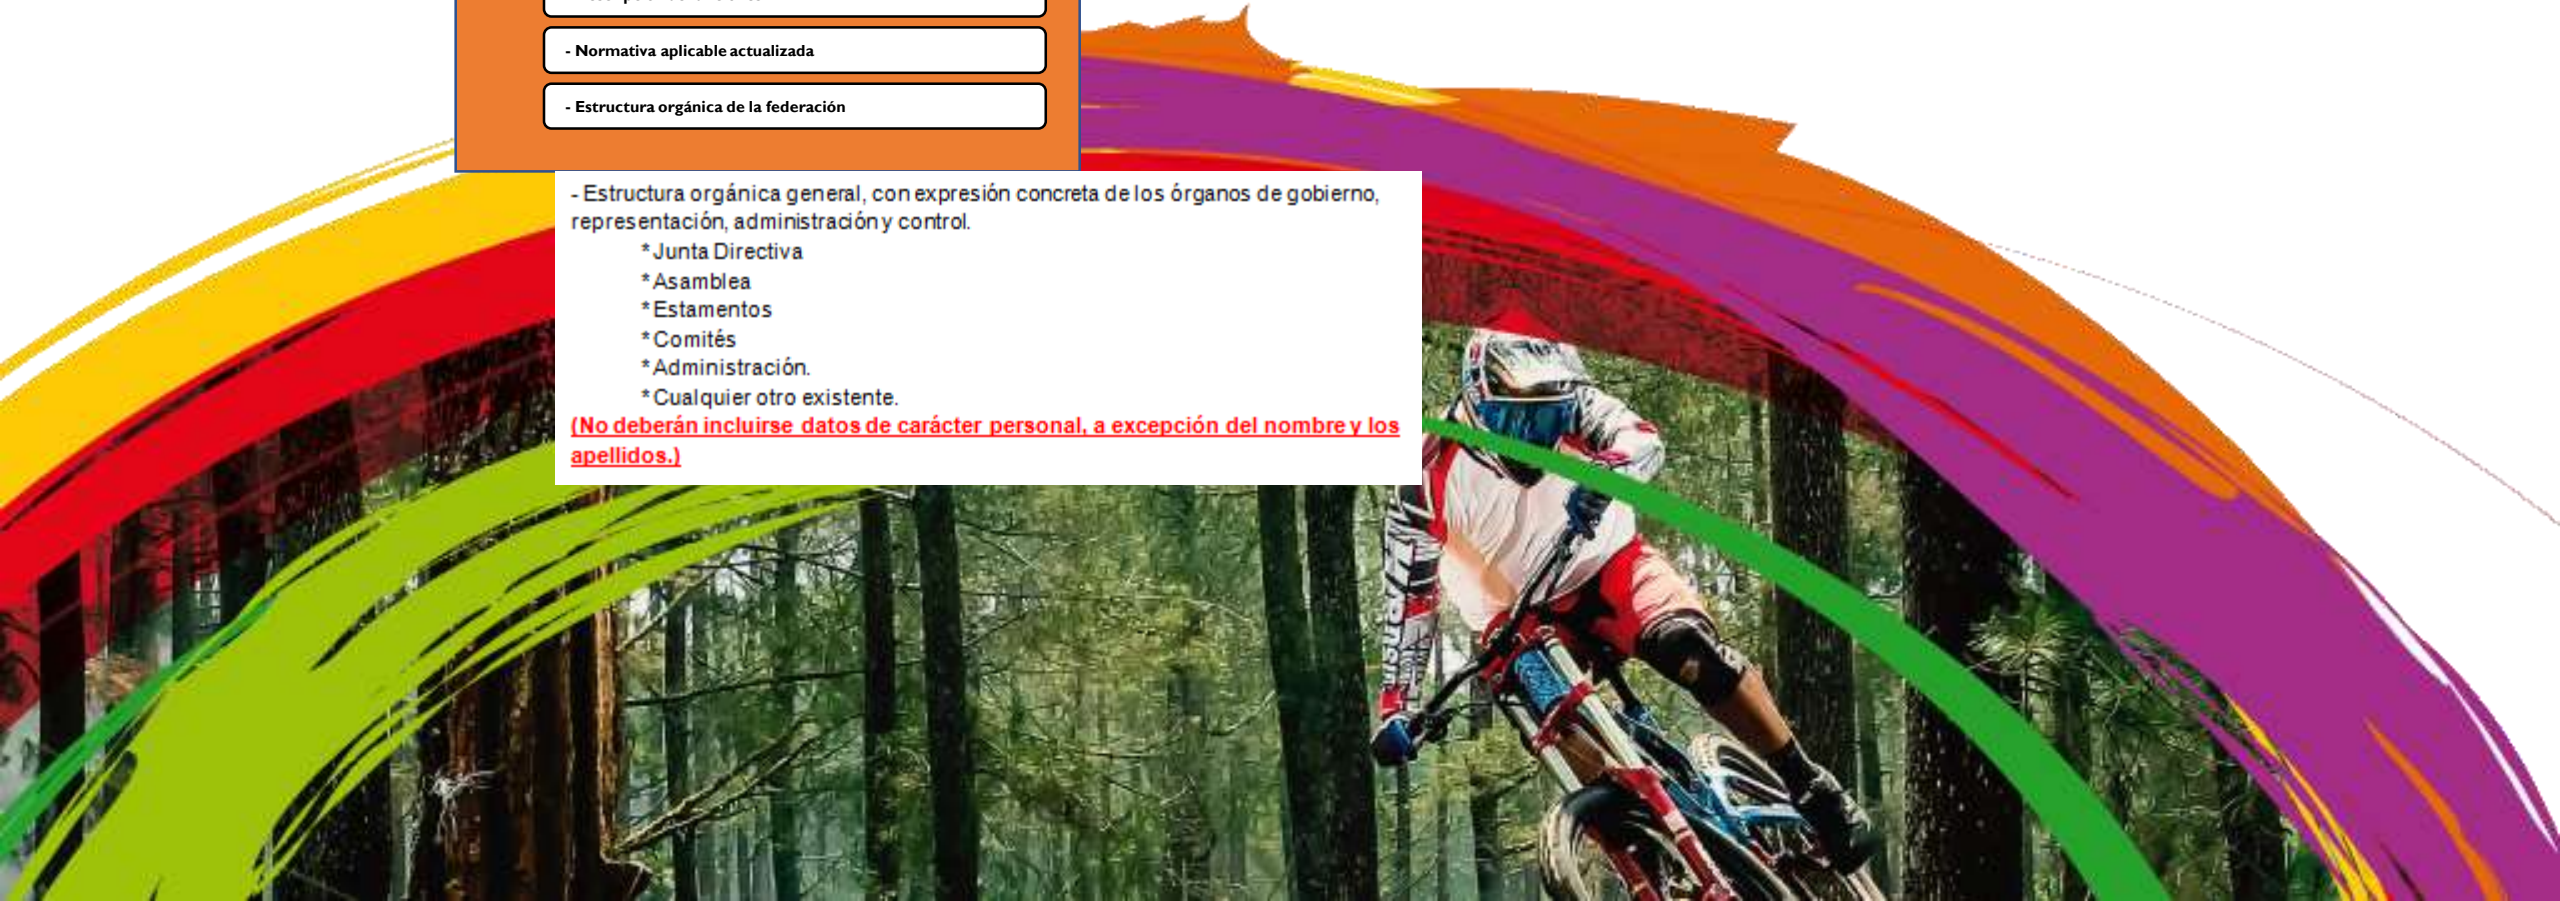 - Normativa aplicable actualizada
- Estructura orgánica de la federación
- Estructura orgánica general, con expresión concreta de los órganos de gobierno,
representación, administración y control.
* Junta Directiva
* Asamblea
* Estamentos
* Comités
* Administración.
* Cualquier otro existente.
(No deberán incluirse datos de carácter personal, a excepción del nombre y los
apellidos.)